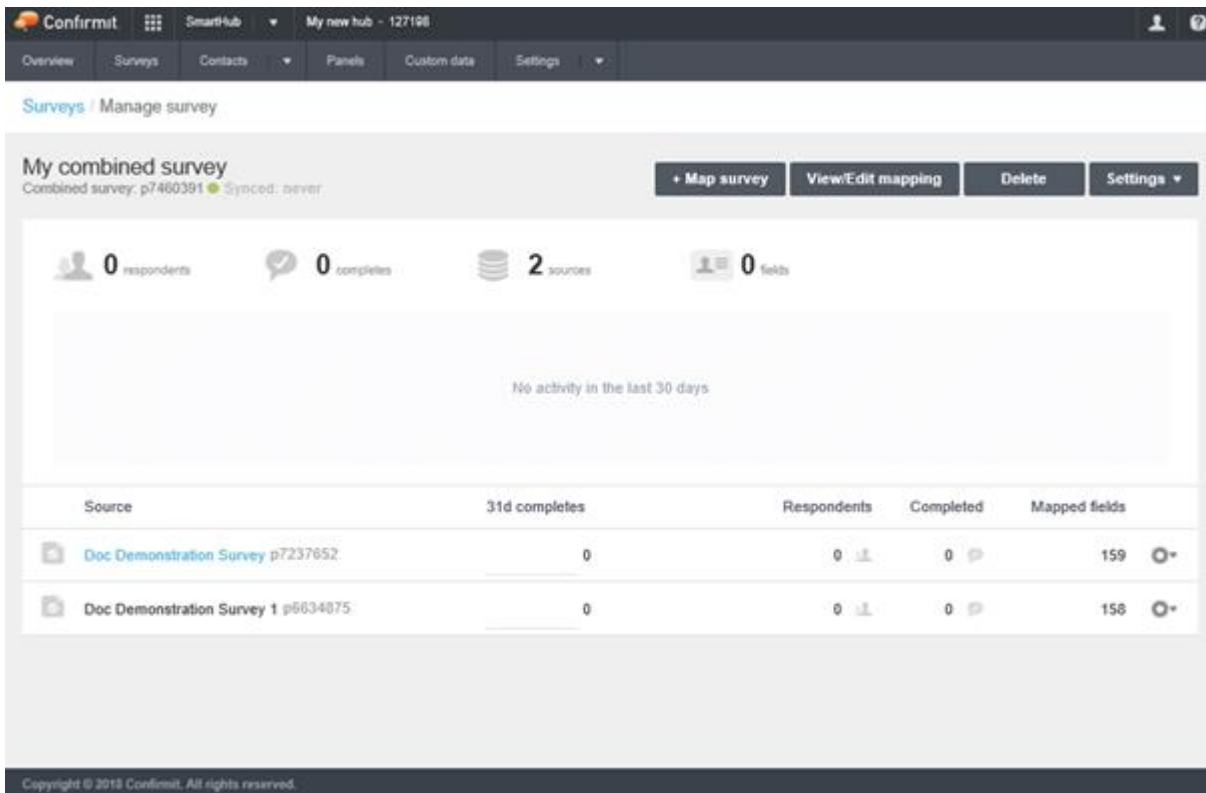 Confirmit SmartHub My new hub - 127198
Overview Surveys Contacts Panels Custom data Settings
Surveys / Manage survey
My combined survey
Combined survey: p7460391 Synced: never
+ Map survey View/Edit mapping Delete Settings
0 respondents 0 completes 2 sources 0 fields
No activity in the last 30 days
Source 31d completes Respondents Completed Mapped fields
Doc Demonstration Survey p7237652 0 0 0 159
Doc Demonstration Survey 1 p6634875 0 0 0 158
Copyright © 2018 Confirmit. All rights reserved.